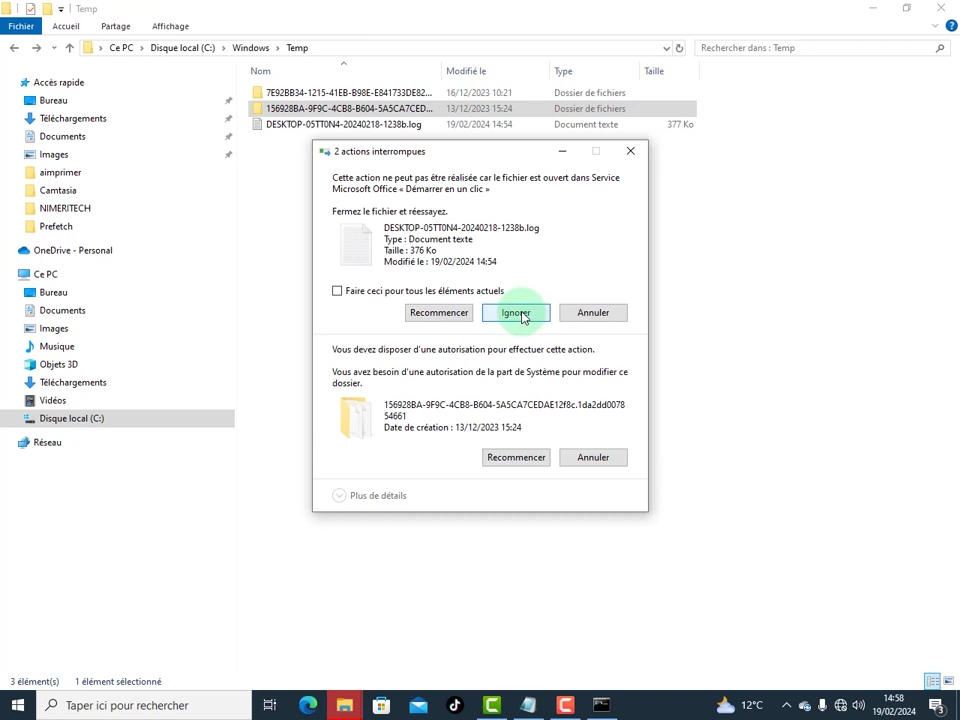 Temp
Fichier Accueil Partage Affichage
Ce PC Disque local (C:) Windows Temp Rechercher dans : Temp
Nom Modifié le Type Taille
Accès rapide
Bureau
Téléchargements
Documents
Images
aimprimer
Camtasia
NIMERITECH
Prefetch
OneDrive - Personal
Ce PC
Bureau
Documents
Images
Musique
Objets 3D
Téléchargements
Vidéos
Disque local (C:)
Réseau
7E92BB34-1215-41EB-B98E-E841733DE82... 16/12/2023 10:21 Dossier de fichiers
156928BA-9F9C-4CB8-B604-5A5CA7CED... 13/12/2023 15:24 Dossier de fichiers
DESKTOP-05TT0N4-20240218-1238b.log 19/02/2024 14:54 Document texte 377 Ko
2 actions interrompues
Cette action ne peut pas être réalisée car le fichier est ouvert dans Service
Microsoft Office « Démarrer en un clic »
Fermez le fichier et réessayez.
DESKTOP-05TT0N4-20240218-1238b.log
Type : Document texte
Taille : 376 Ko
Modifié le : 19/02/2024 14:54
Faire ceci pour tous les éléments actuels
Recommencer Ignorer Annuler
Vous devez disposer d'une autorisation pour effectuer cette action.
Vous avez besoin d'une autorisation de la part de Système pour modifier ce
dossier.
156928BA-9F9C-4CB8-B604-5A5CA7CEDAE12f8c.1da2dd0078
54661
Date de création : 13/12/2023 15:24
Recommencer Annuler
Plus de détails
3 élément(s) 1 élément sélectionné
Taper ici pour rechercher
12°C
14:58
19/02/2024
3